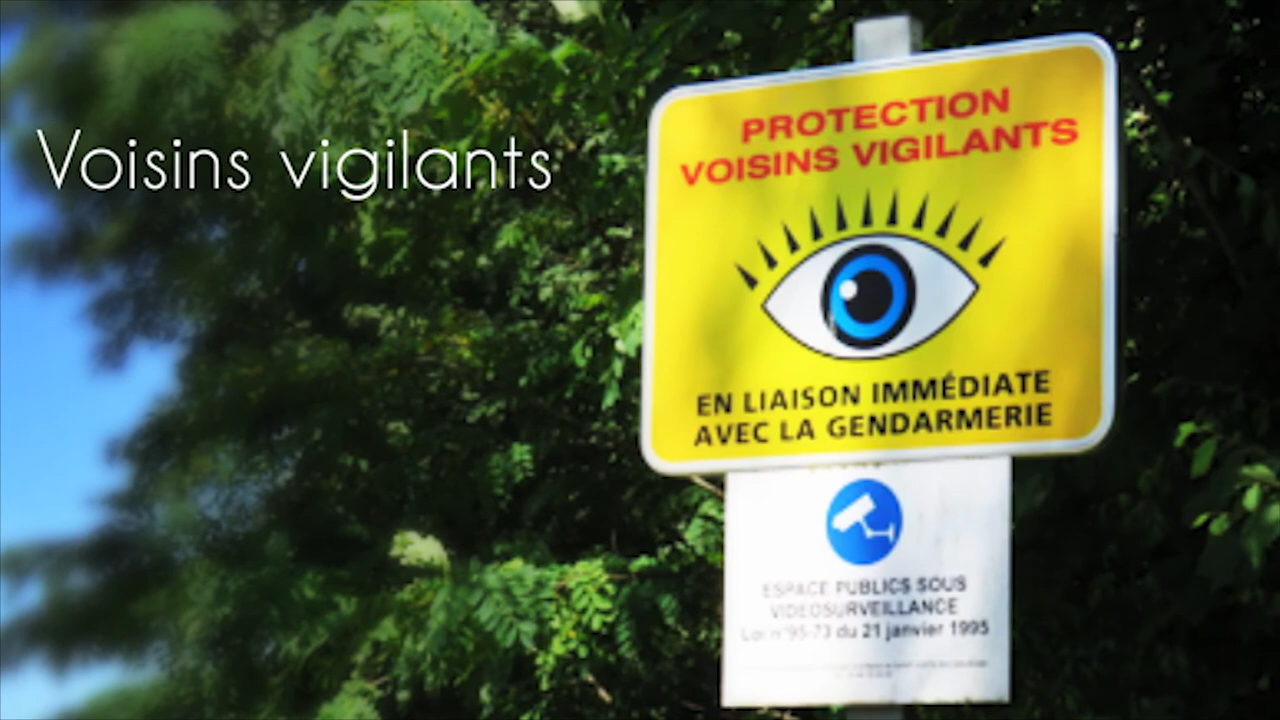 Voisins vigilants
PROTECTION
VOISINS VIGILANTS
EN LIAISON IMMÉDIATE
AVEC LA GENDARMERIE
ESPACE PUBLICS SOUS
VIDEOSURVEILLANCE
Loi n°95-73 du 21 janvier 1995